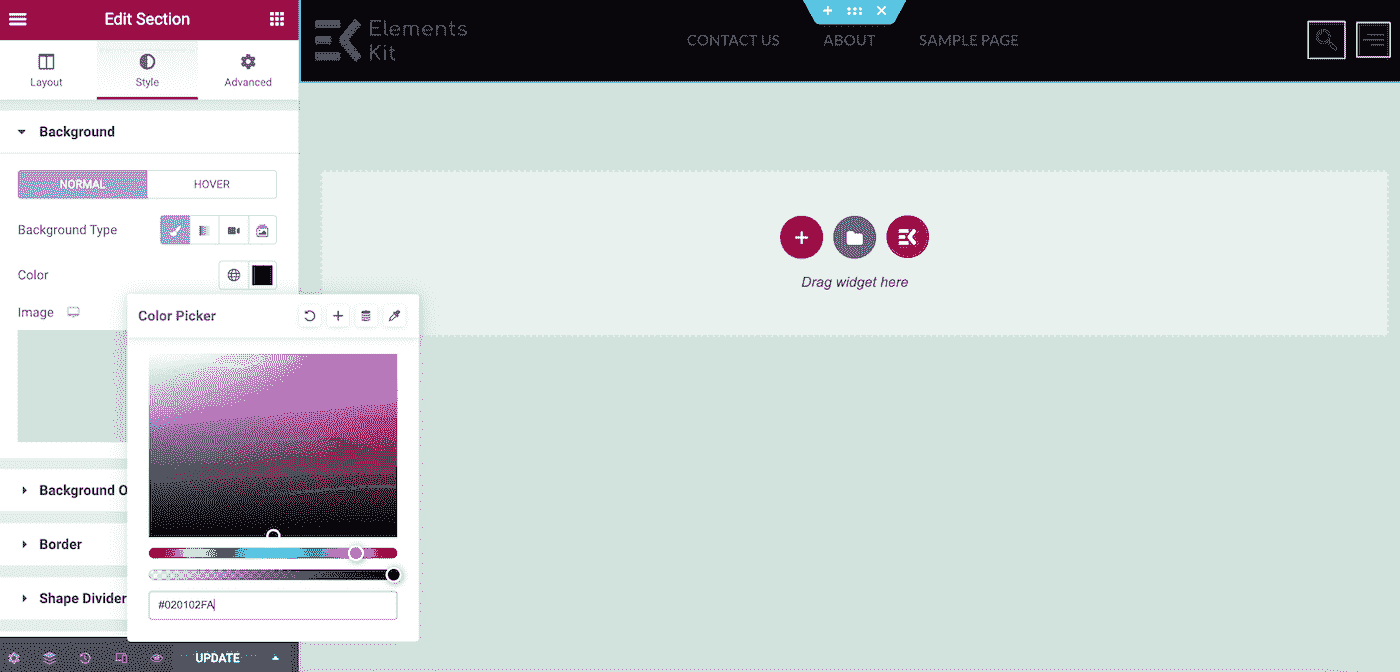 Edit Section
Layout
Style
Advanced
Background
NORMAL
HOVER
Background Type
Color
Image
Color Picker
#020102FA
Background O
Border
Shape Divider
UPDATE
Elements
Kit
CONTACT US
ABOUT
SAMPLE PAGE
Drag widget here